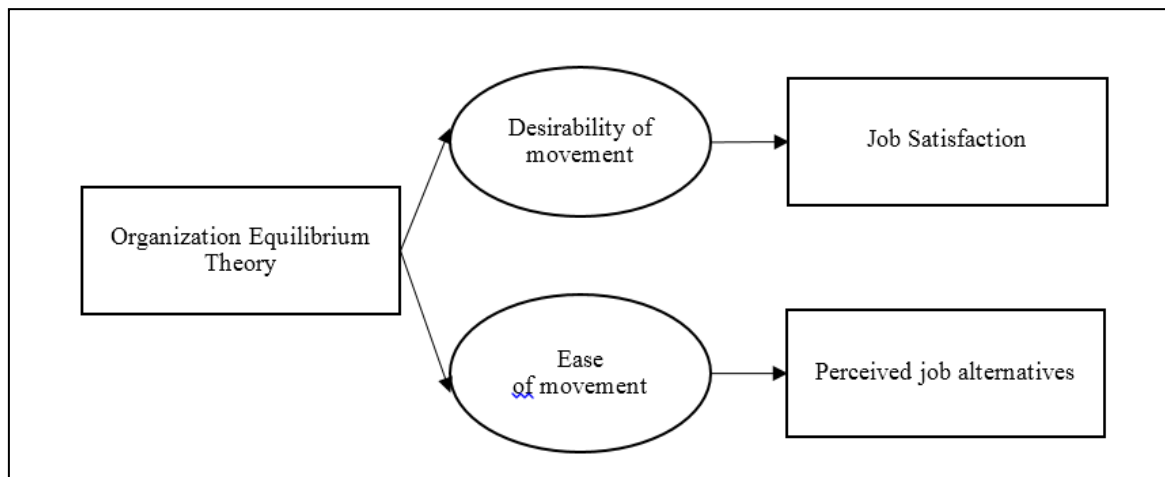 Desirability of
movement
Job Satisfaction
Organization Equilibrium
Theory
Ease
of movement
Perceived job alternatives